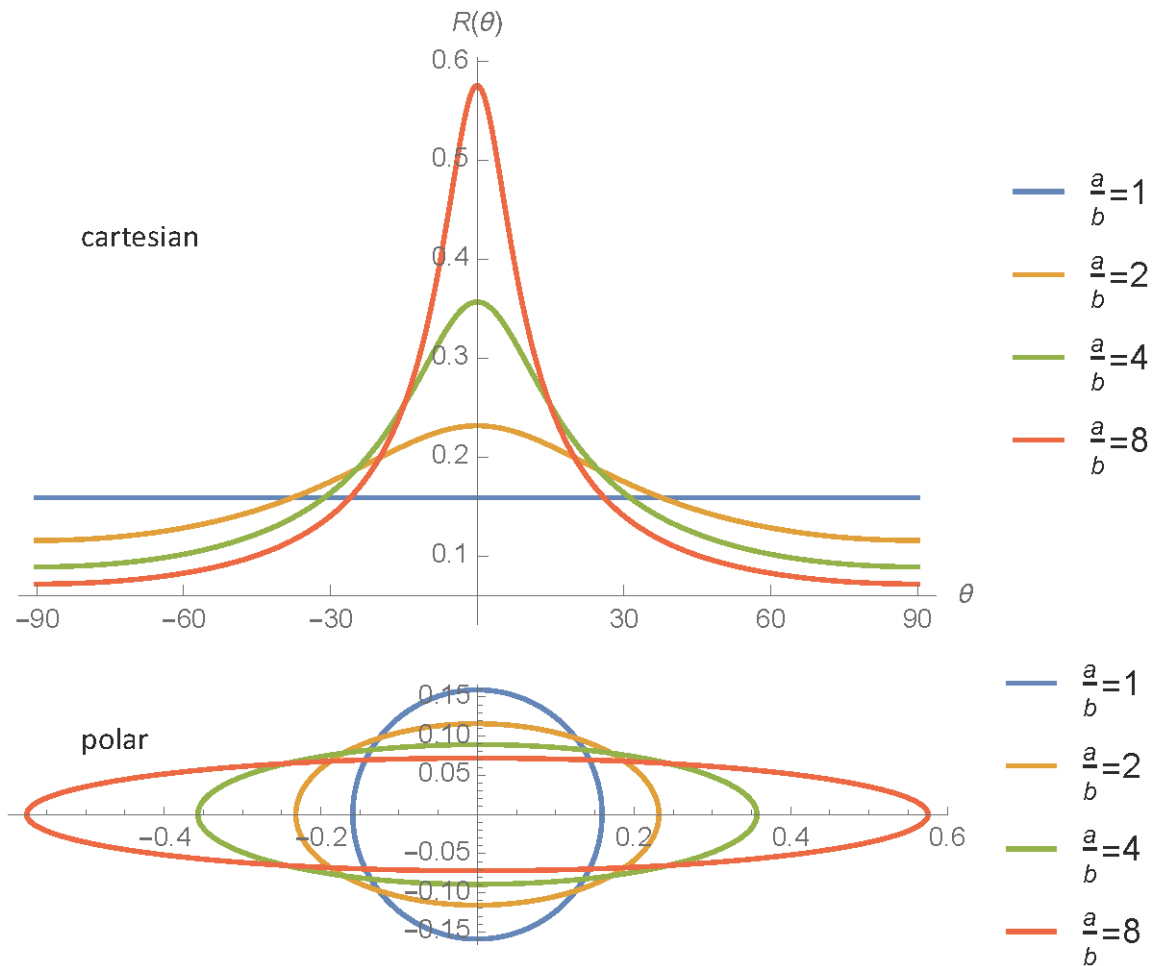 R(θ)
0.6
0.5
0.4
0.3
0.2
0.1
cartesian
a/b=1
a/b=2
a/b=4
a/b=8
−90 −60 −30 30 60 90 θ
polar
0.15
0.10
0.05
−0.4 −0.2 0.2 0.4 0.6
−0.05
−0.10
−0.15
a/b=1
a/b=2
a/b=4
a/b=8